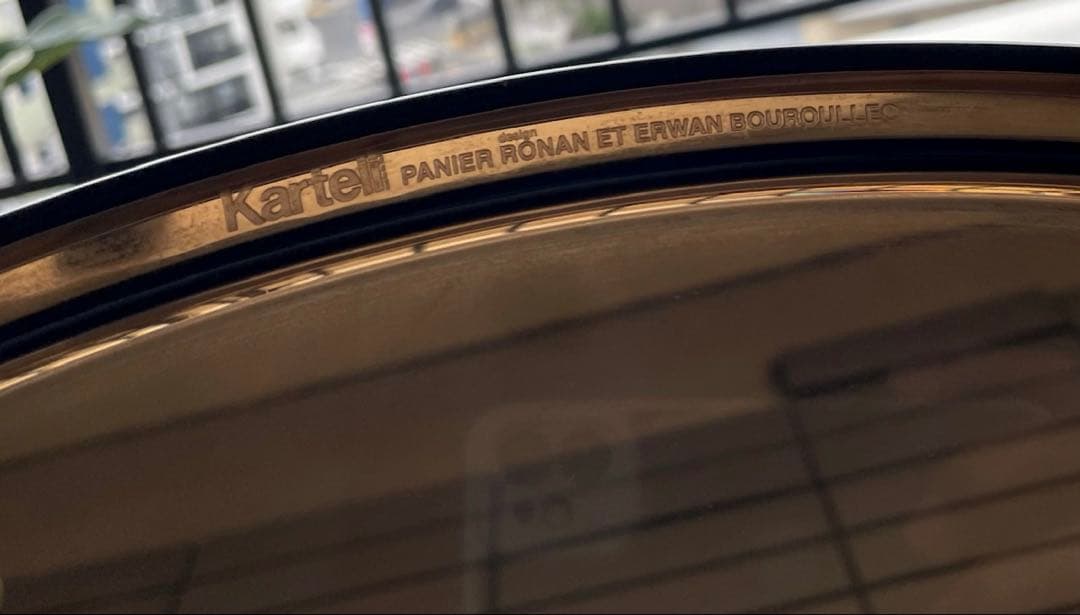 Kartell PANIER design RONAN ET ERWAN BOUROULLEC